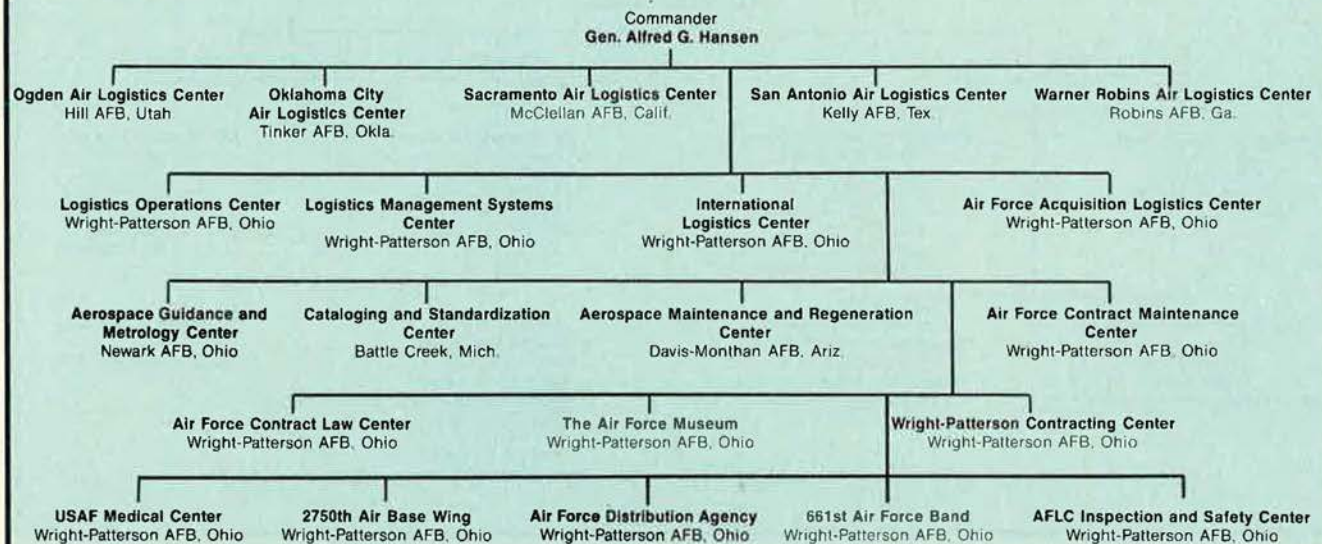 Commander
Gen. Alfred G. Hansen
Ogden Air Logistics Center
Hill AFB, Utah
Oklahoma City
Air Logistics Center
Tinker AFB, Okla.
Sacramento Air Logistics Center
McClellan AFB, Calif.
San Antonio Air Logistics Center
Kelly AFB, Tex.
Warner Robins Air Logistics Center
Robins AFB, Ga.
Logistics Operations Center
Wright-Patterson AFB, Ohio
Logistics Management Systems
Center
Wright-Patterson AFB, Ohio
International
Logistics Center
Wright-Patterson AFB, Ohio
Air Force Acquisition Logistics Center
Wright-Patterson AFB, Ohio
Aerospace Guidance and
Metrology Center
Newark AFB, Ohio
Cataloging and Standardization
Center
Battle Creek, Mich.
Aerospace Maintenance and Regeneration
Center
Davis-Monthan AFB, Ariz.
Air Force Contract Maintenance
Center
Wright-Patterson AFB, Ohio
Air Force Contract Law Center
Wright-Patterson AFB, Ohio
The Air Force Museum
Wright-Patterson AFB, Ohio
Wright-Patterson Contracting Center
Wright-Patterson AFB, Ohio
USAF Medical Center
Wright-Patterson AFB, Ohio
2750th Air Base Wing
Wright-Patterson AFB, Ohio
Air Force Distribution Agency
Wright-Patterson AFB, Ohio
661st Air Force Band
Wright-Patterson AFB, Ohio
AFLC Inspection and Safety Center
Wright-Patterson AFB, Ohio